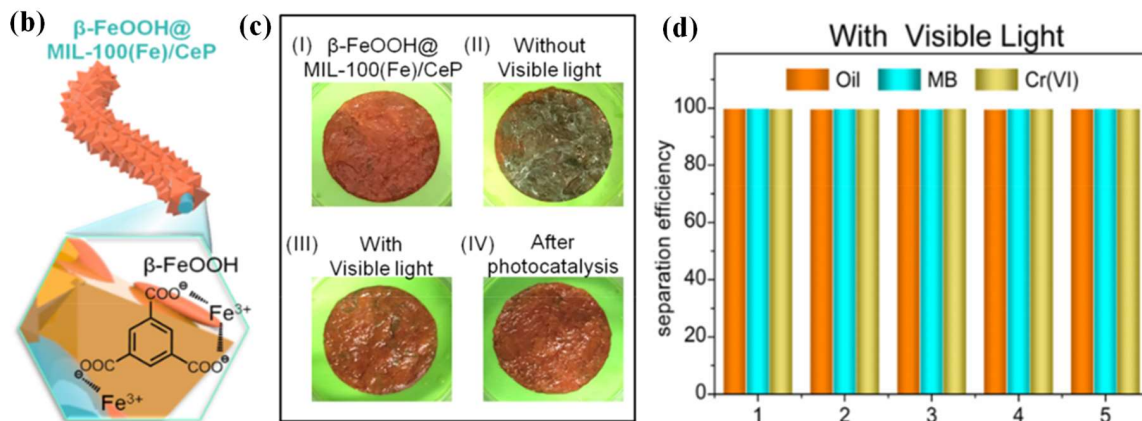 (b)
β-FeOOH@
MIL-100(Fe)/CeP
β-FeOOH
COO⊖
Fe³⁺
⊖OOC
COO⊖
Fe³⁺
(c)
(I) β-FeOOH@
MIL-100(Fe)/CeP
(II) Without
Visible light
(III) With
Visible light
(IV) After
photocatalysis
(d)
With Visible Light
Oil MB Cr(VI)
separation efficiency
100
80
60
40
20
0
1 2 3 4 5